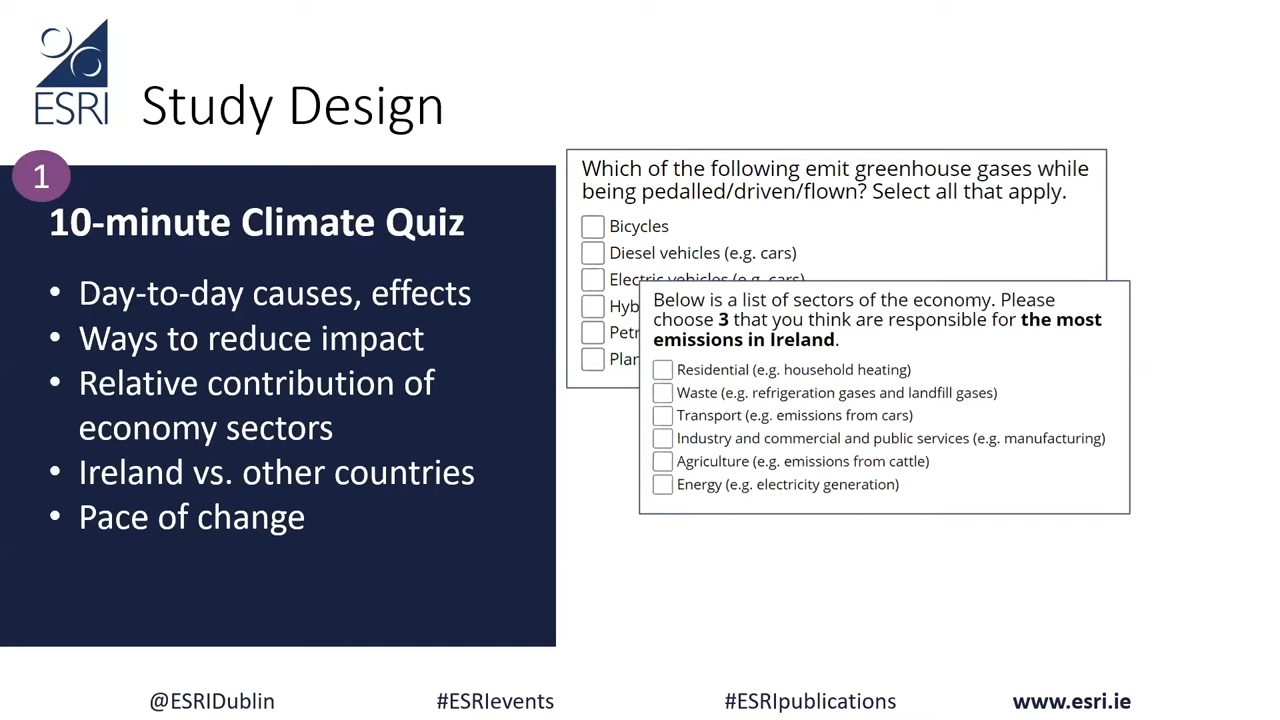 ESRI
Study Design
1
10-minute Climate Quiz
• Day-to-day causes, effects
• Ways to reduce impact
• Relative contribution of
economy sectors
• Ireland vs. other countries
• Pace of change
Which of the following emit greenhouse gases while
being pedalled/driven/flown? Select all that apply.
Bicycles
Diesel vehicles (e.g. cars)
Electric vehicles (e.g. cars)
Below is a list of sectors of the economy. Please
choose 3 that you think are responsible for the most
emissions in Ireland.
Residential (e.g. household heating)
Waste (e.g. refrigeration gases and landfill gases)
Transport (e.g. emissions from cars)
Industry and commercial and public services (e.g. manufacturing)
Agriculture (e.g. emissions from cattle)
Energy (e.g. electricity generation)
@ESRIDublin
#ESRIevents
#ESRIpublications
www.esri.ie